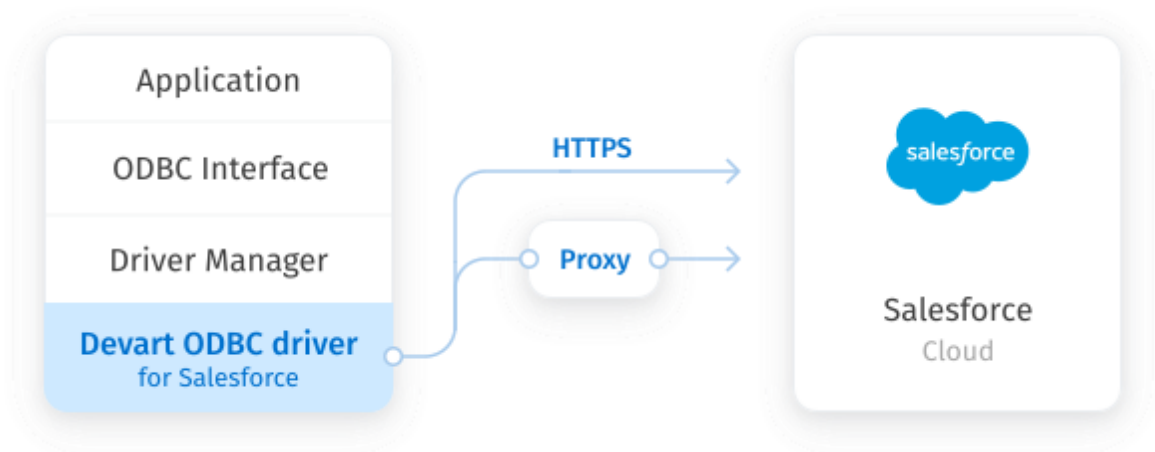 Application
ODBC Interface
Driver Manager
Devart ODBC driver
for Salesforce
HTTPS
Proxy
salesforce
Salesforce
Cloud